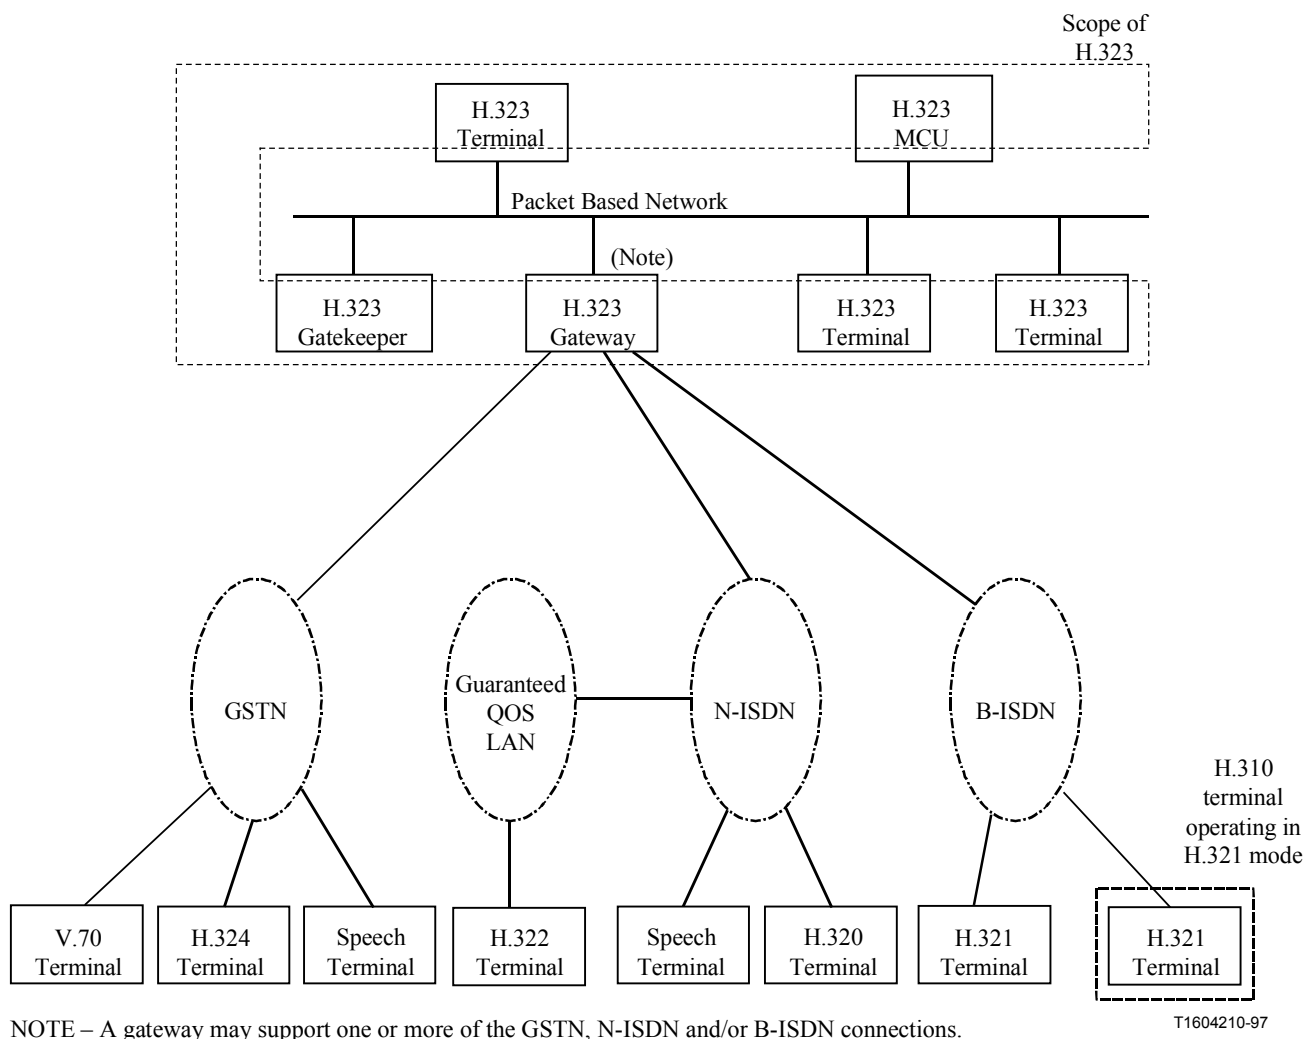 Scope of
H.323
H.323
Terminal
H.323
MCU
Packet Based Network
(Note)
H.323
Gatekeeper
H.323
Gateway
H.323
Terminal
H.323
Terminal
GSTN
Guaranteed
QOS
LAN
N-ISDN
B-ISDN
H.310
terminal
operating in
H.321 mode
V.70
Terminal
H.324
Terminal
Speech
Terminal
H.322
Terminal
Speech
Terminal
H.320
Terminal
H.321
Terminal
H.321
Terminal
T1604210-97
NOTE – A gateway may support one or more of the GSTN, N-ISDN and/or B-ISDN connections.